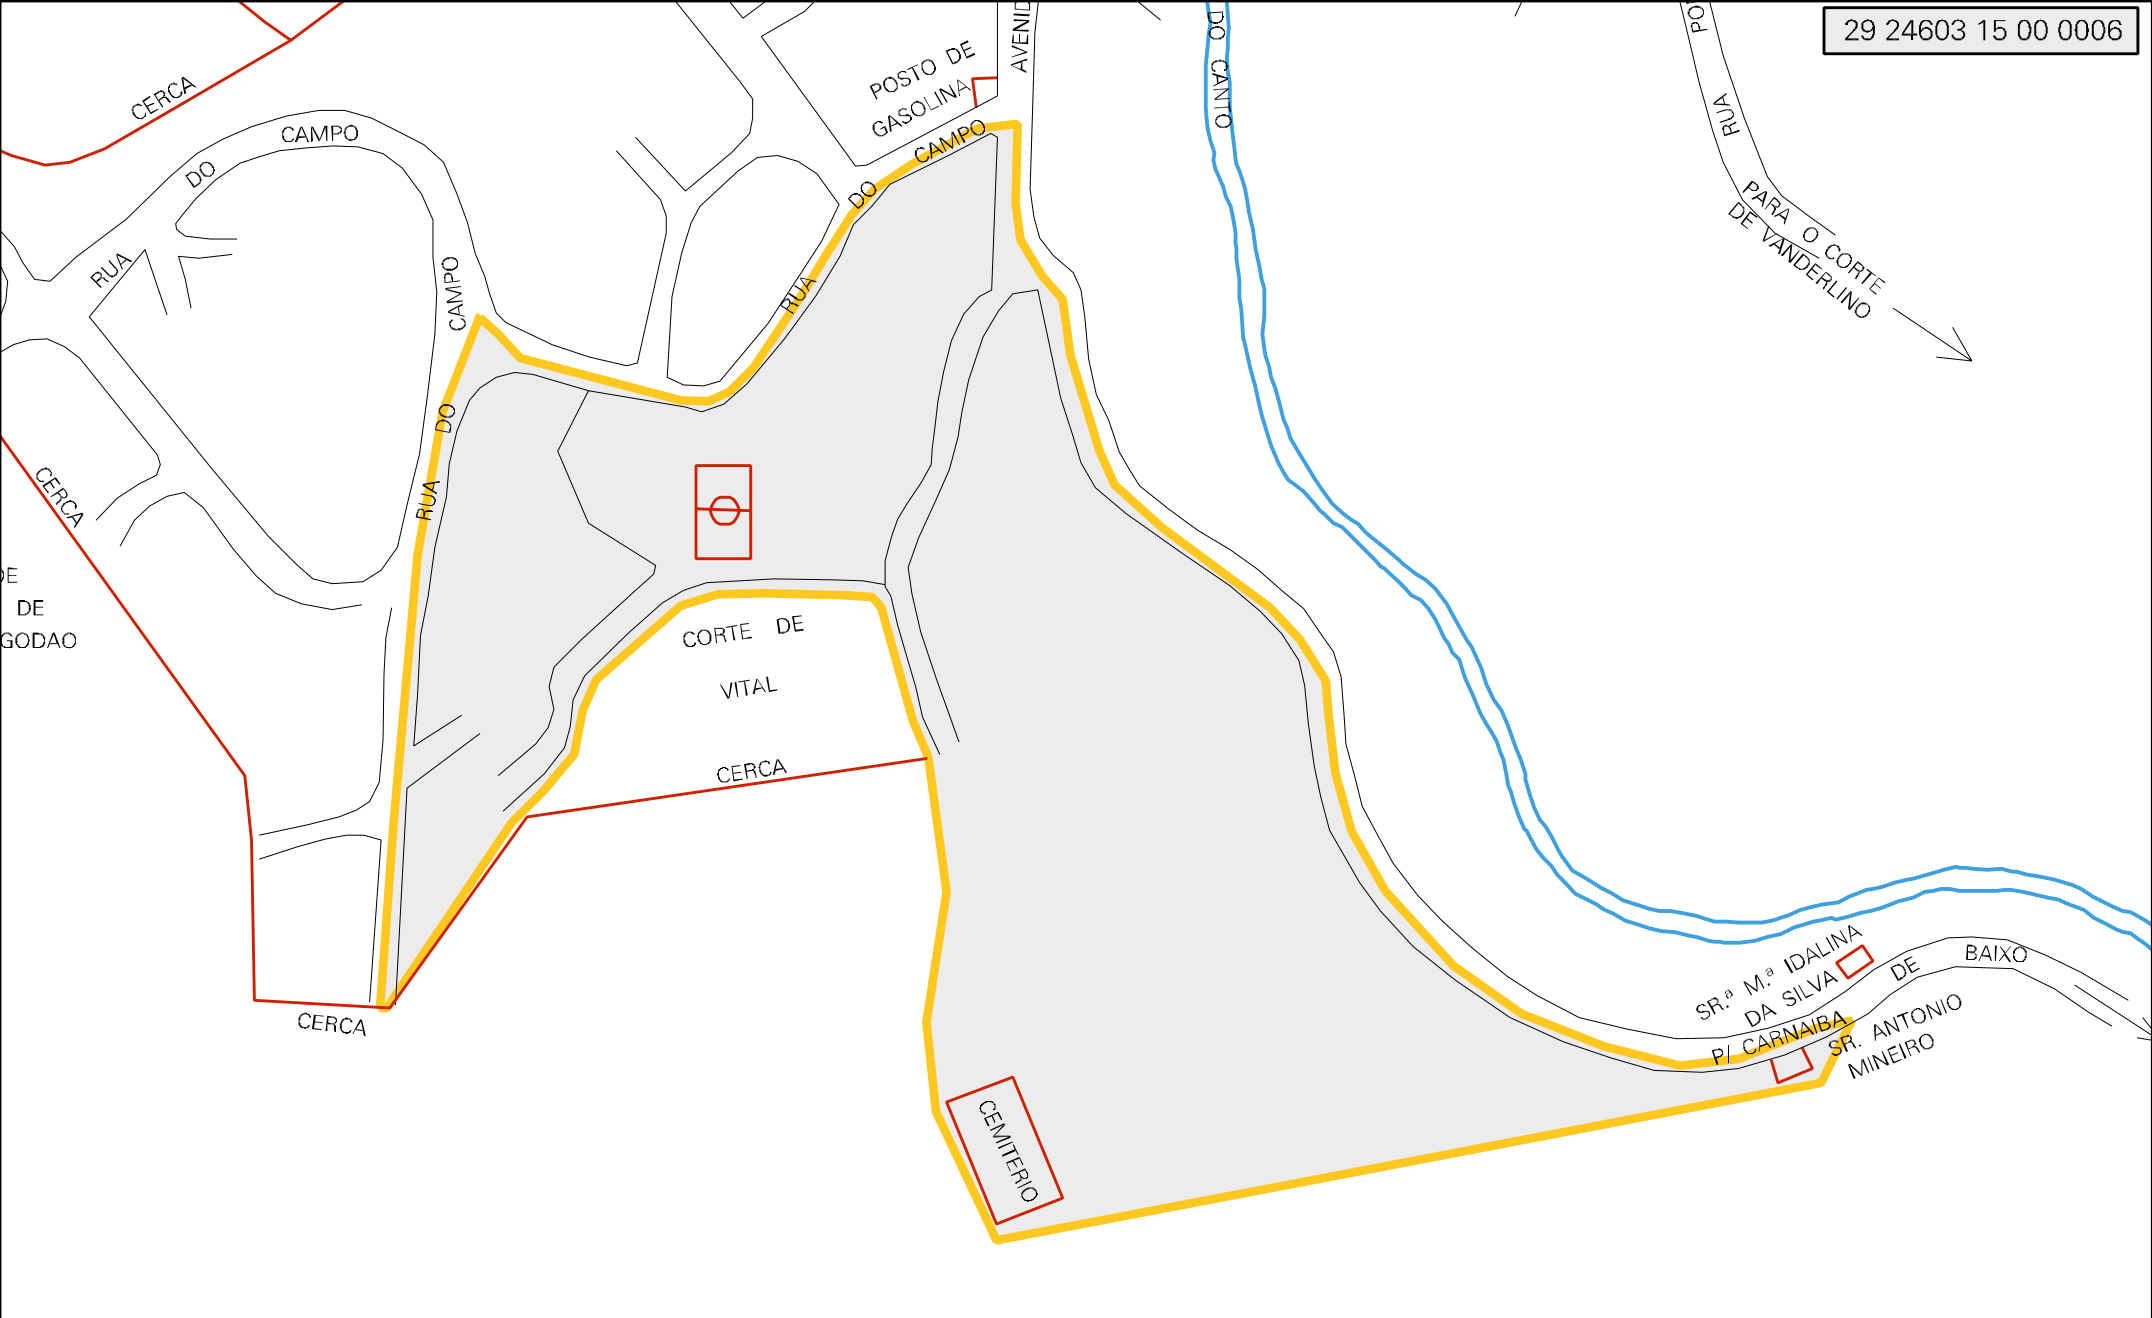 29 24603 15 00 0006
AVENID
DO CANTO
RUA
POSTO DE
GASOLINA
CERCA
RUA DO CAMPO
RUA DO CAMPO
PARA O CORTE
DE VANDERLINO
RUA DO CAMPO
CERCA
DE
GODAO
CORTE DE
VITAL
CERCA
CERCA
SR.ª M.ª IDALINA
DA SILVA
P/ CARNAIBA DE BAIXO
SR. ANTONIO
MINEIRO
CEMITERIO